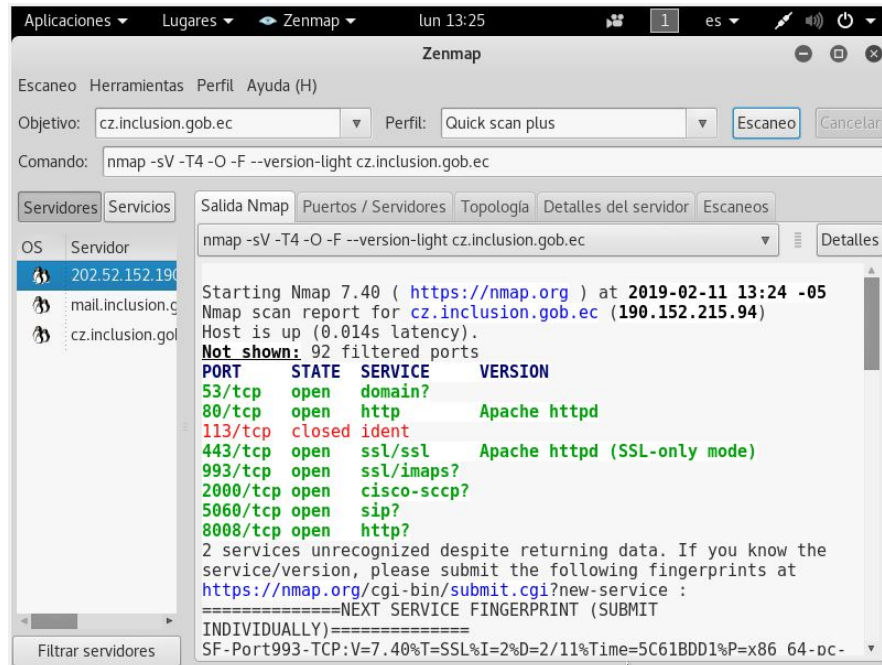 Aplicaciones Lugares Zenmap lun 13:25 1 es
Zenmap
Escaneo Herramientas Perfil Ayuda (H)
Objetivo: cz.inclusion.gob.ec Perfil: Quick scan plus Escaneo Cancelar
Comando: nmap -sV -T4 -O -F --version-light cz.inclusion.gob.ec
Servidores Servicios
Salida Nmap Puertos / Servidores Topología Detalles del servidor Escaneos
OS Servidor
202.52.152.190
mail.inclusion.g
cz.inclusion.gol
nmap -sV -T4 -O -F --version-light cz.inclusion.gob.ec Detalles
Starting Nmap 7.40 ( https://nmap.org ) at 2019-02-11 13:24 -05
Nmap scan report for cz.inclusion.gob.ec (190.152.215.94)
Host is up (0.014s latency).
Not shown: 92 filtered ports
PORT STATE SERVICE VERSION
53/tcp open domain?
80/tcp open http Apache httpd
113/tcp closed ident
443/tcp open ssl/ssl Apache httpd (SSL-only mode)
993/tcp open ssl/imaps?
2000/tcp open cisco-sccp?
5060/tcp open sip?
8008/tcp open http?
2 services unrecognized despite returning data. If you know the
service/version, please submit the following fingerprints at
https://nmap.org/cgi-bin/submit.cgi?new-service :
==============NEXT SERVICE FINGERPRINT (SUBMIT
INDIVIDUALLY)==============
SF-Port993-TCP:V=7.40%T=SSL%I=2%D=2/11%Time=5C61BDD1%P=x86_64-pc-
Filtrar servidores